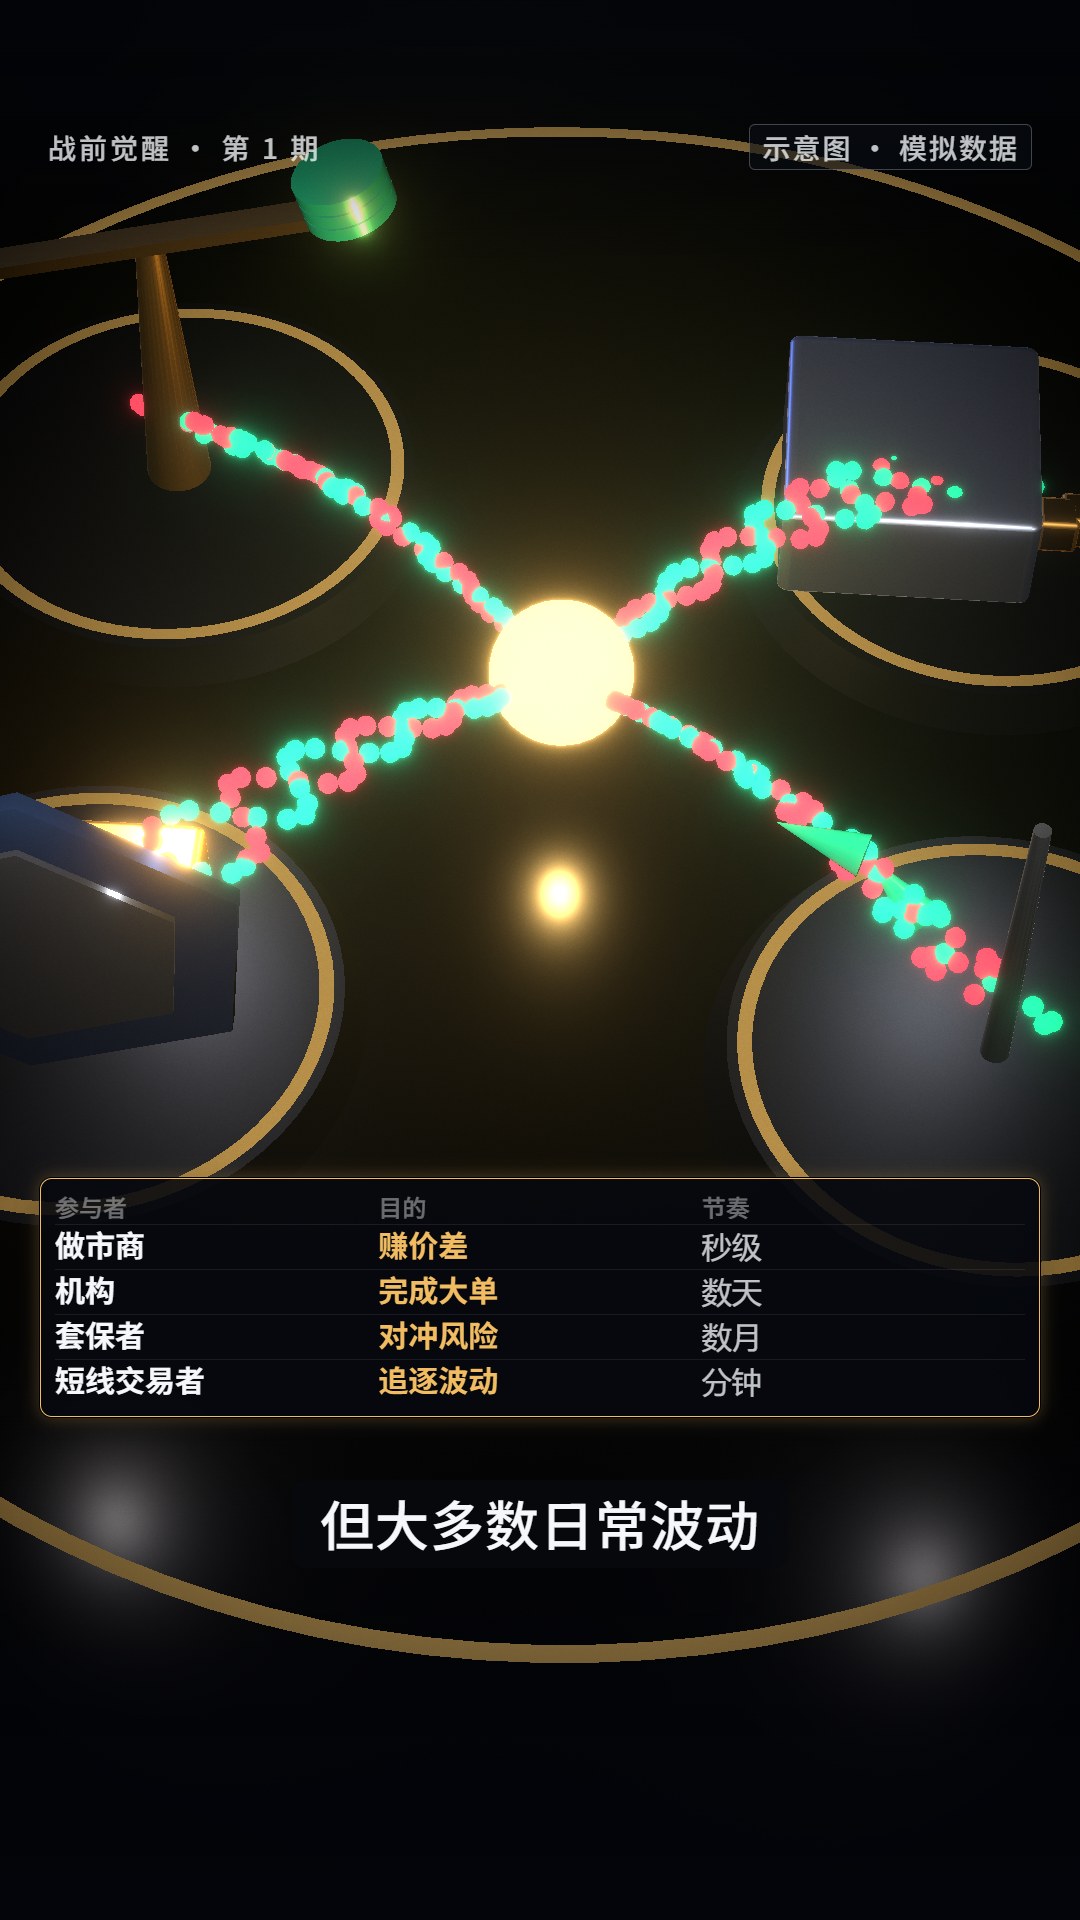 战前觉醒 · 第 1 期
示意图 · 模拟数据
参与者 目的 节奏
做市商 赚价差 秒级
机构 完成大单 数天
套保者 对冲风险 数月
短线交易者 追逐波动 分钟
但大多数日常波动